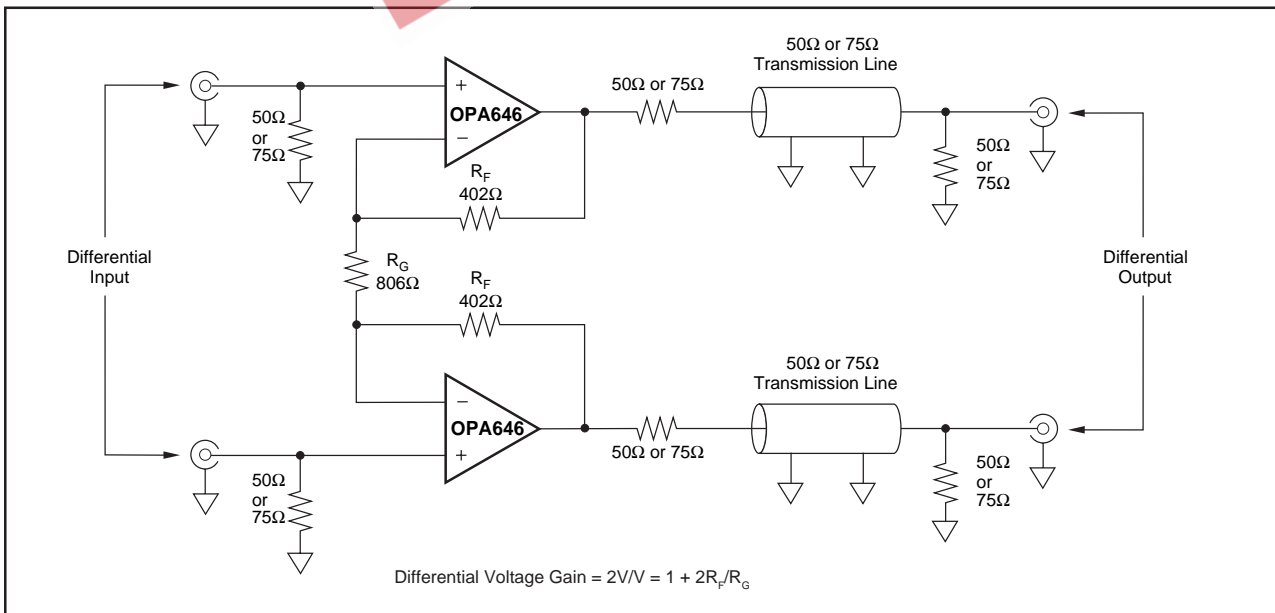 50Ω or 75Ω
Transmission Line
50Ω or 75Ω
+
OPA646
−
50Ω
or
75Ω
50Ω
or
75Ω
R_F
402Ω
Differential
Input
R_G
806Ω
R_F
402Ω
Differential
Output
50Ω or 75Ω
Transmission Line
−
OPA646
+
50Ω or 75Ω
50Ω
or
75Ω
50Ω
or
75Ω
Differential Voltage Gain = 2V/V = 1 + 2R_F/R_G